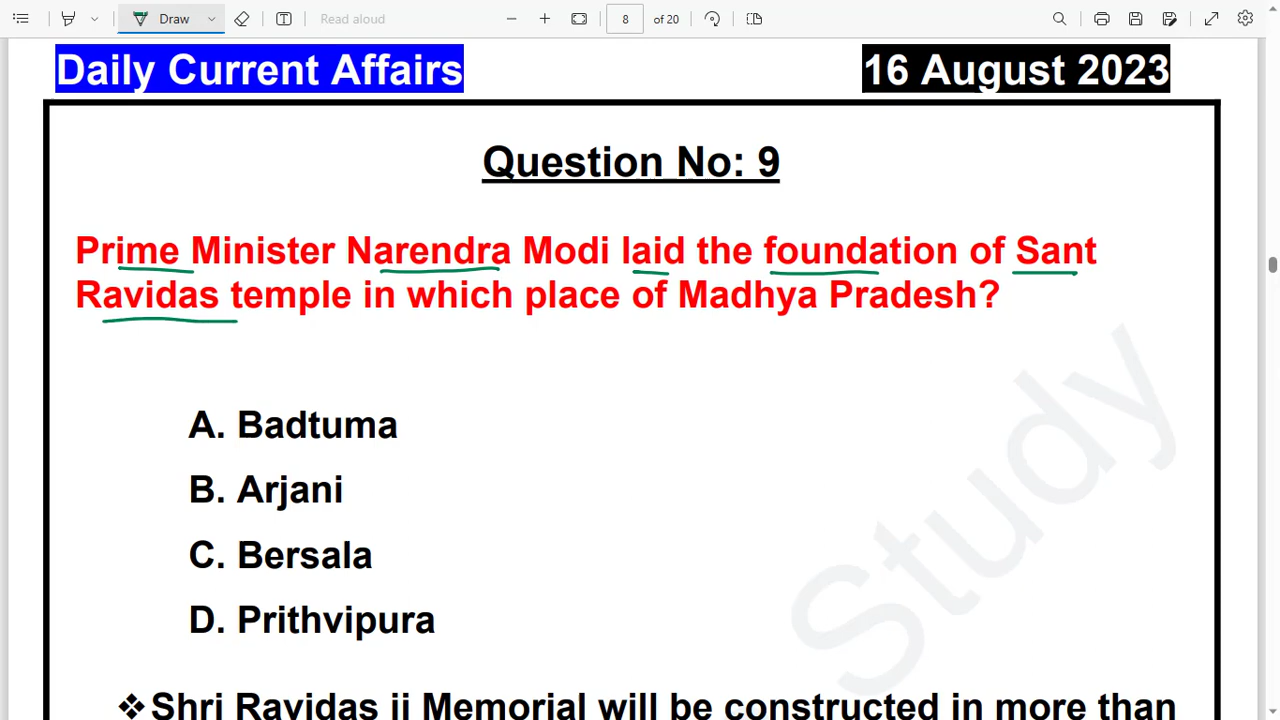 Draw
Read aloud
8 of 20
Daily Current Affairs 16 August 2023
Question No: 9
Prime Minister Narendra Modi laid the foundation of Sant
Ravidas temple in which place of Madhya Pradesh?
A. Badtuma
B. Arjani
C. Bersala
D. Prithvipura
❖Shri Ravidas ji Memorial will be constructed in more than
Study